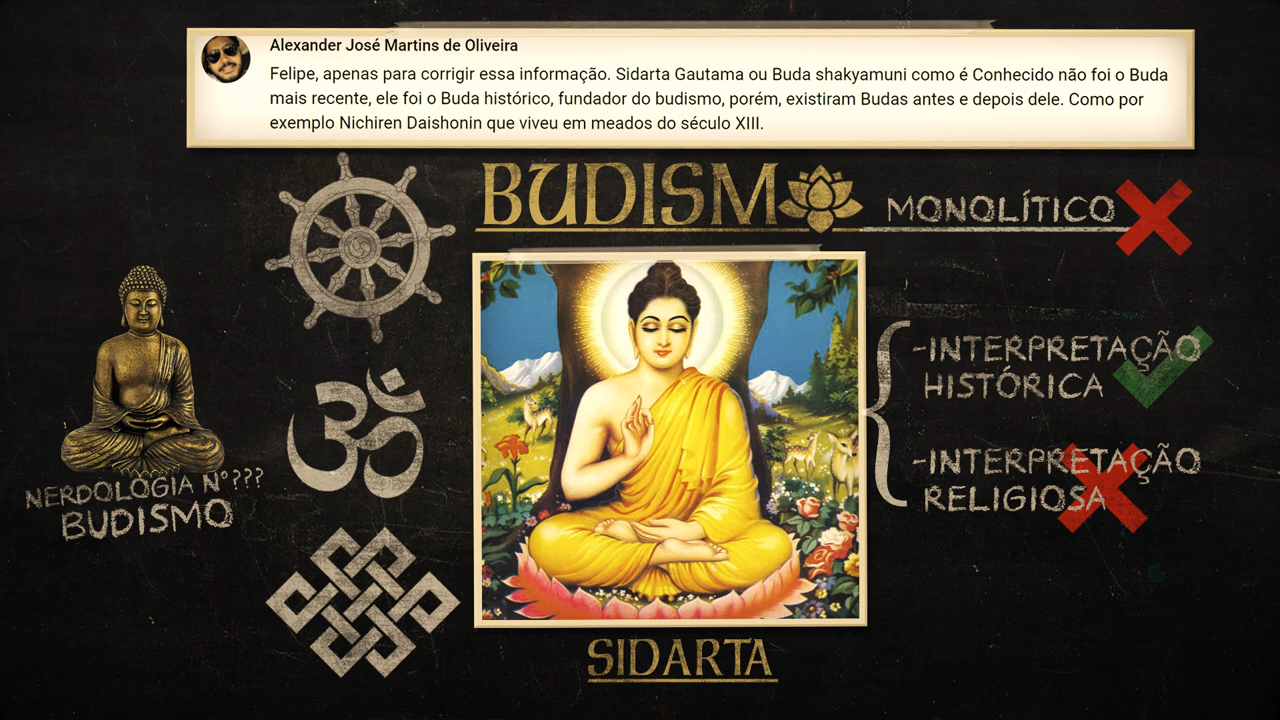 Alexander José Martins de Oliveira
Felipe, apenas para corrigir essa informação. Sidarta Gautama ou Buda shakyamuni como é Conhecido não foi o Buda
mais recente, ele foi o Buda histórico, fundador do budismo, porém, existiram Budas antes e depois dele. Como por
exemplo Nichiren Daishonin que viveu em meados do século XIII.
BUDISM
MONOLÍTICO
-INTERPRETAÇÃO
HISTÓRICA
-INTERPRETAÇÃO
RELIGIOSA
ॐ
NERDOLOGIA Nº???
BUDISMO
SIDARTA